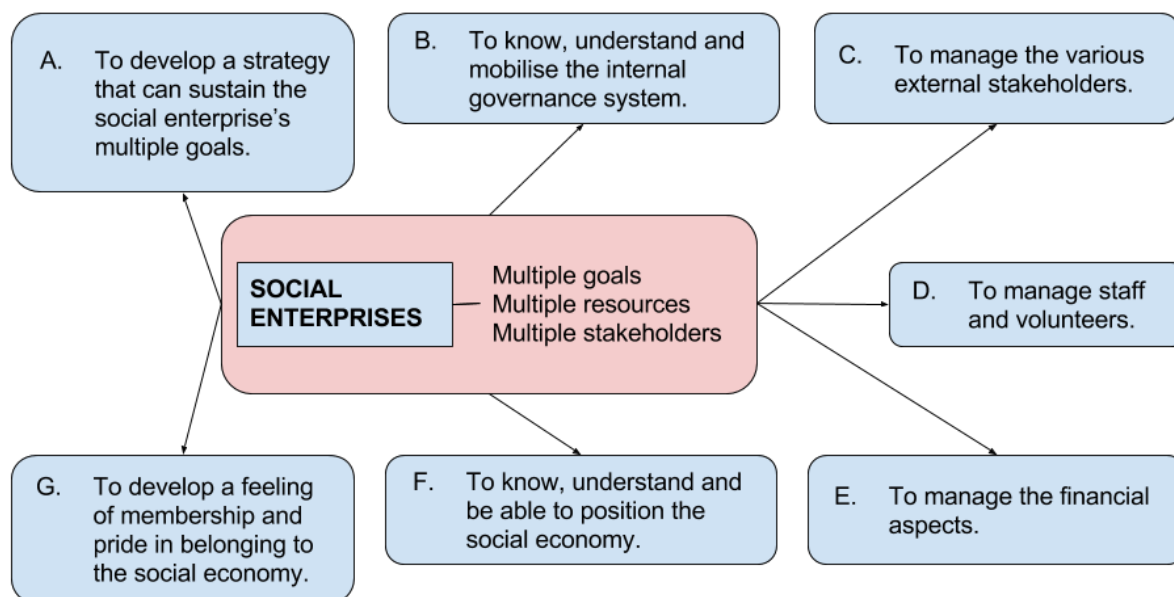 A. To develop a strategy
that can sustain the
social enterprise's
multiple goals.
B. To know, understand and
mobilise the internal
governance system.
C. To manage the various
external stakeholders.
SOCIAL
ENTERPRISES
Multiple goals
Multiple resources
Multiple stakeholders
D. To manage staff
and volunteers.
G. To develop a feeling
of membership and
pride in belonging to
the social economy.
F. To know, understand and
be able to position the
social economy.
E. To manage the financial
aspects.